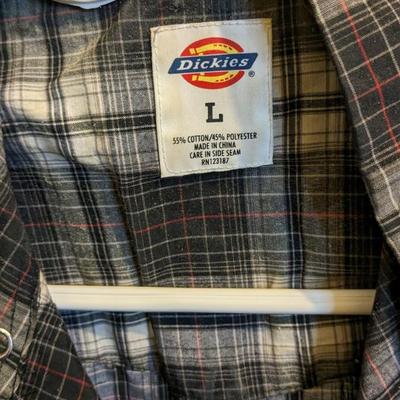 Dickies
®
L
55% COTTON/45% POLYESTER
MADE IN CHINA
CARE IN SIDE SEAM
RN123187